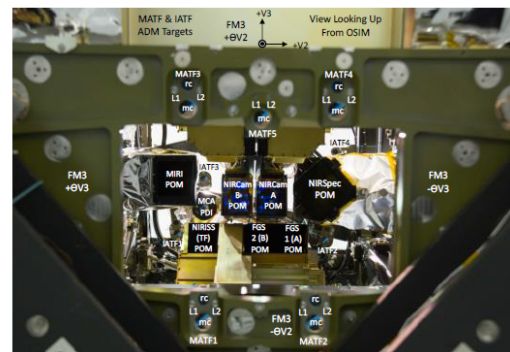 MATF & IATF
ADM Targets
FM3
+ΘV2
+V3
+V2
View Looking Up
From OSIM
MATF3
rc
L1 L2
mc
L1 L2
mc
MATF5
MATF4
rc
L1 L2
mc
FM3
+ΘV3
MIRI
POM
IATF3
MCA
PDI
NIRCam
B
POM
NIRCam
A
POM
IATF4
NIRSpec
POM
FM3
-ΘV3
IATF1
NIRISS
(TF)
POM
FGS
2 (B)
POM
FGS
1 (A)
POM
IATF2
rc
L1 L2
mc
MATF1
FM3
-ΘV2
rc
L1 L2
mc
MATF2